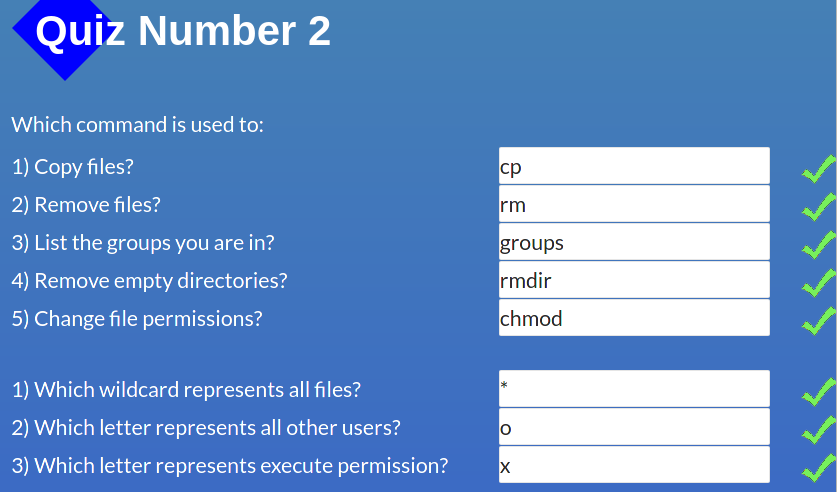 Quiz Number 2
Which command is used to:
1) Copy files? cp
2) Remove files? rm
3) List the groups you are in? groups
4) Remove empty directories? rmdir
5) Change file permissions? chmod
1) Which wildcard represents all files? *
2) Which letter represents all other users? o
3) Which letter represents execute permission? x